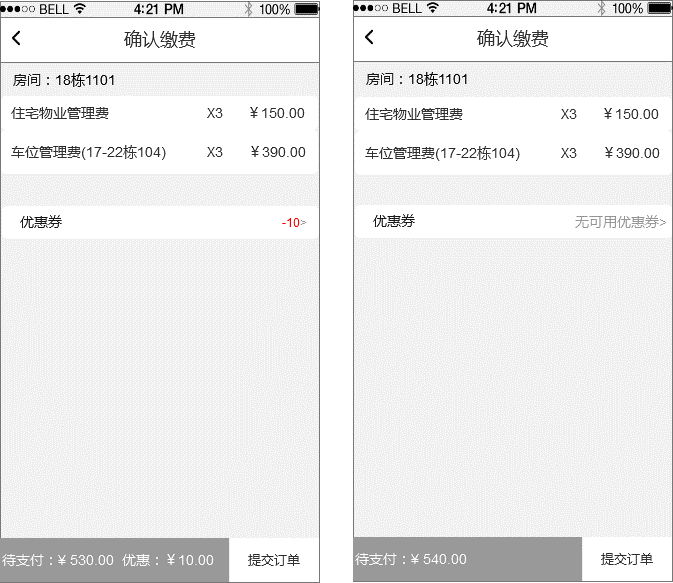 BELL 4:21 PM 100%
确认缴费
房间：18栋1101
住宅物业管理费 X3 ￥150.00
车位管理费(17-22栋104) X3 ￥390.00
优惠券 -10>
待支付：￥530.00 优惠：￥10.00 提交订单
BELL 4:21 PM 100%
确认缴费
房间：18栋1101
住宅物业管理费 X3 ￥150.00
车位管理费(17-22栋104) X3 ￥390.00
优惠券 无可用优惠券>
待支付：￥540.00 提交订单